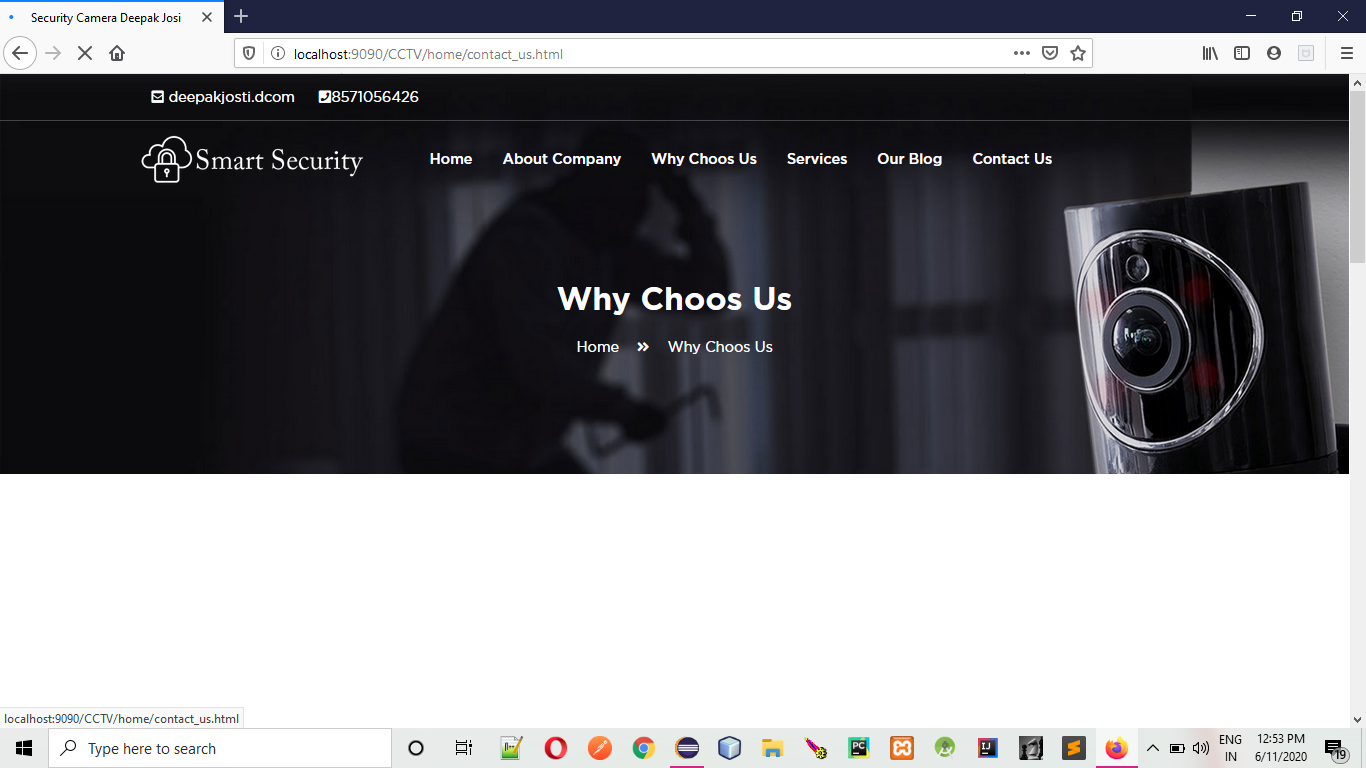 Security Camera Deepak Josi
localhost:9090/CCTV/home/contact_us.html
deepakjosti.dcom 8571056426
Smart Security
Home About Company Why Choos Us Services Our Blog Contact Us
Why Choos Us
Home Why Choos Us
localhost:9090/CCTV/home/contact_us.html
Type here to search
PC
IJ
ENG
IN
12:53 PM
6/11/2020
19